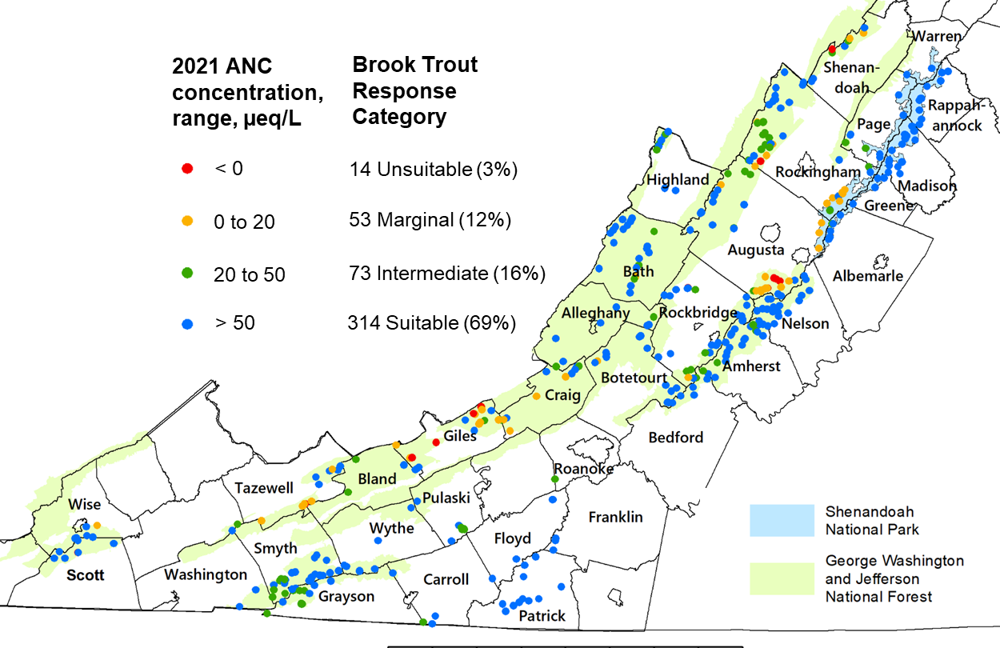 2021 ANC
concentration,
range, µeq/L
Brook Trout
Response
Category
< 0
14 Unsuitable (3%)
0 to 20
53 Marginal (12%)
20 to 50
73 Intermediate (16%)
> 50
314 Suitable (69%)
Warren
Shenan-
doah
Rappah-
annock
Page
Rockingham
Highland
Madison
Greene
Augusta
Bath
Albemarle
Alleghany
Rockbridge
Nelson
Amherst
Botetourt
Craig
Giles
Bedford
Roanoke
Bland
Tazewell
Pulaski
Wise
Franklin
Wythe
Floyd
Smyth
Scott
Washington
Carroll
Grayson
Patrick
Shenandoah
National Park
George Washington
and Jefferson
National Forest